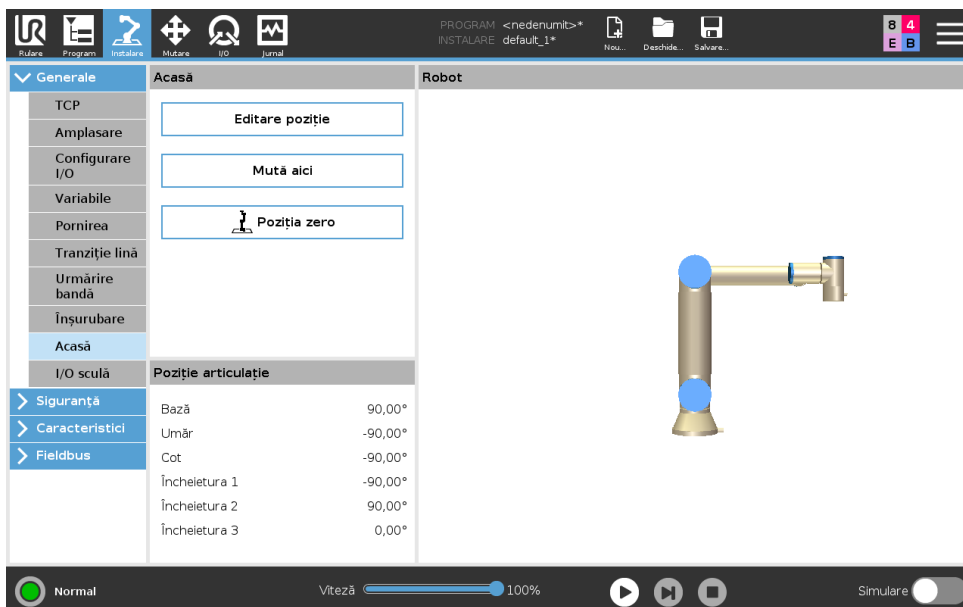 UR
Rulare
Program
Instalare
Mutare
I/O
Jurnal
PROGRAM <nedenumit>*
INSTALARE default_1*
Nou...
Deschide...
Salvare...
8 4
E B
Generale
TCP
Amplasare
Configurare
I/O
Variabile
Pornirea
Tranziție lină
Urmărire
bandă
Înșurubare
Acasă
I/O sculă
Siguranță
Caracteristici
Fieldbus
Acasă
Editare poziție
Mută aici
Poziția zero
Poziție articulație
Bază 90,00°
Umăr -90,00°
Cot -90,00°
Încheietura 1 -90,00°
Încheietura 2 90,00°
Încheietura 3 0,00°
Robot
Normal
Viteză 100%
Simulare